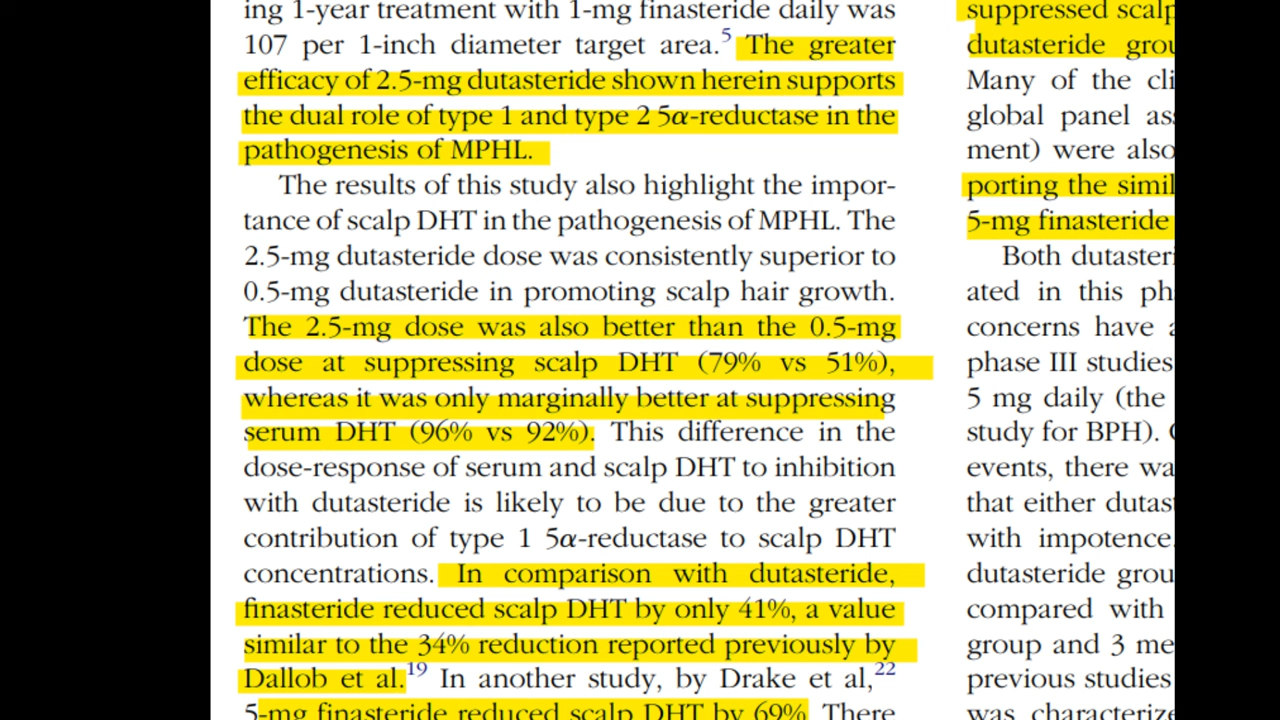 ing 1-year treatment with 1-mg finasteride daily was
107 per 1-inch diameter target area.5 The greater
efficacy of 2.5-mg dutasteride shown herein supports
the dual role of type 1 and type 2 5α-reductase in the
pathogenesis of MPHL.
The results of this study also highlight the impor-
tance of scalp DHT in the pathogenesis of MPHL. The
2.5-mg dutasteride dose was consistently superior to
0.5-mg dutasteride in promoting scalp hair growth.
The 2.5-mg dose was also better than the 0.5-mg
dose at suppressing scalp DHT (79% vs 51%),
whereas it was only marginally better at suppressing
serum DHT (96% vs 92%). This difference in the
dose-response of serum and scalp DHT to inhibition
with dutasteride is likely to be due to the greater
contribution of type 1 5α-reductase to scalp DHT
concentrations. In comparison with dutasteride,
finasteride reduced scalp DHT by only 41%, a value
similar to the 34% reduction reported previously by
Dallob et al.19 In another study, by Drake et al,22
5-mg finasteride reduced scalp DHT by 69%. There
suppressed scalp
dutasteride grou
Many of the cli
global panel ass
ment) were also
porting the simil
5-mg finasteride
Both dutasteri
ated in this ph
concerns have a
phase III studies
5 mg daily (the
study for BPH). C
events, there wa
that either dutas
with impotence.
dutasteride grou
compared with
group and 3 me
previous studies
was characterize